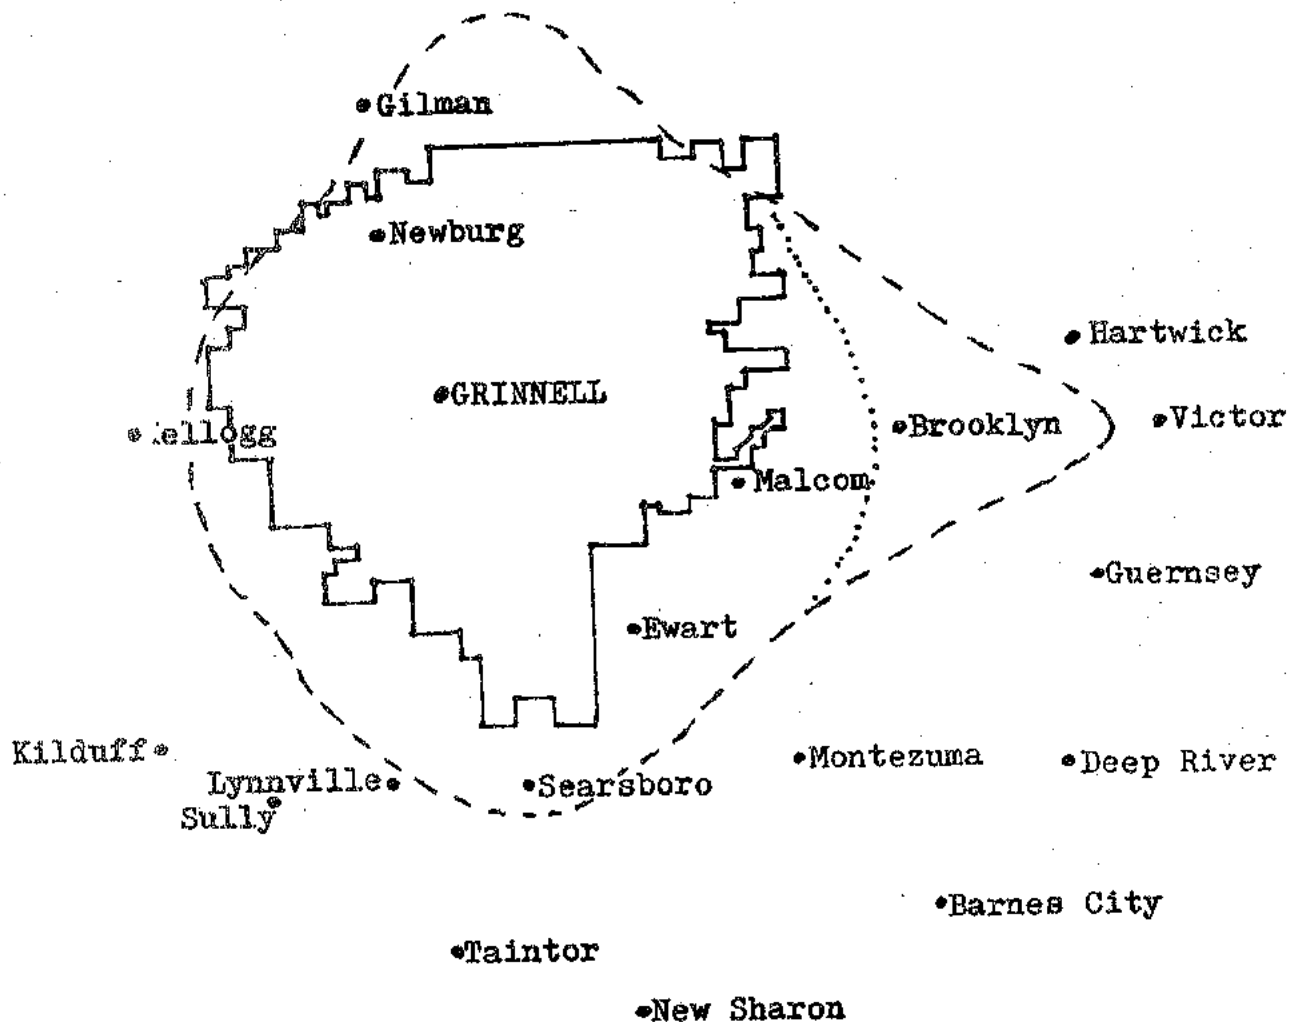 Gilman
Newburg
Hartwick
GRINNELL
Victor
Brooklyn
Kellogg
Malcom
Guernsey
Ewart
Kilduff
Montezuma
Deep River
Lynnville
Searsboro
Sully
Barnes City
Taintor
New Sharon